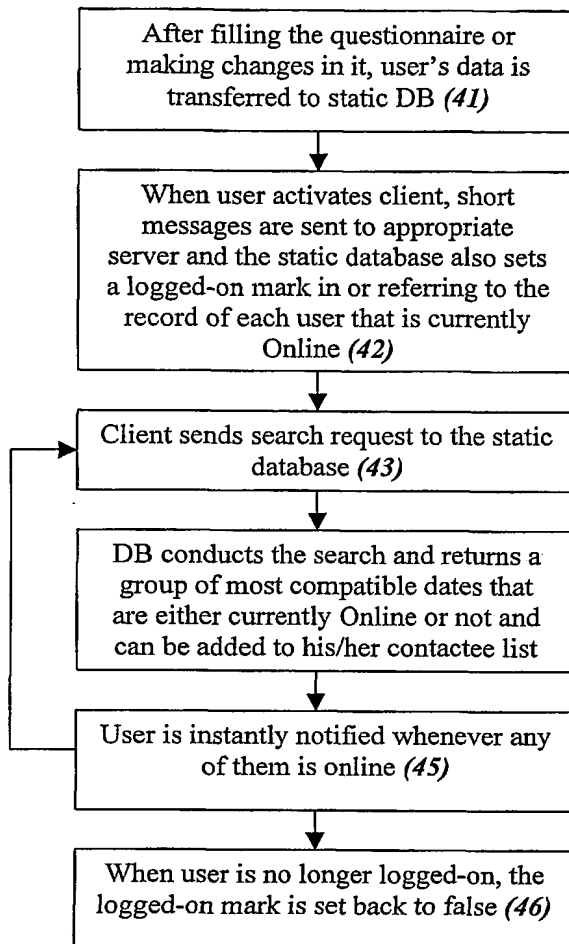 After filling the questionnaire or
making changes in it, user's data is
transferred to static DB (41)
When user activates client, short
messages are sent to appropriate
server and the static database also sets
a logged-on mark in or referring to the
record of each user that is currently
Online (42)
Client sends search request to the static
database (43)
DB conducts the search and returns a
group of most compatible dates that
are either currently Online or not and
can be added to his/her contactee list
User is instantly notified whenever any
of them is online (45)
When user is no longer logged-on, the
logged-on mark is set back to false (46)